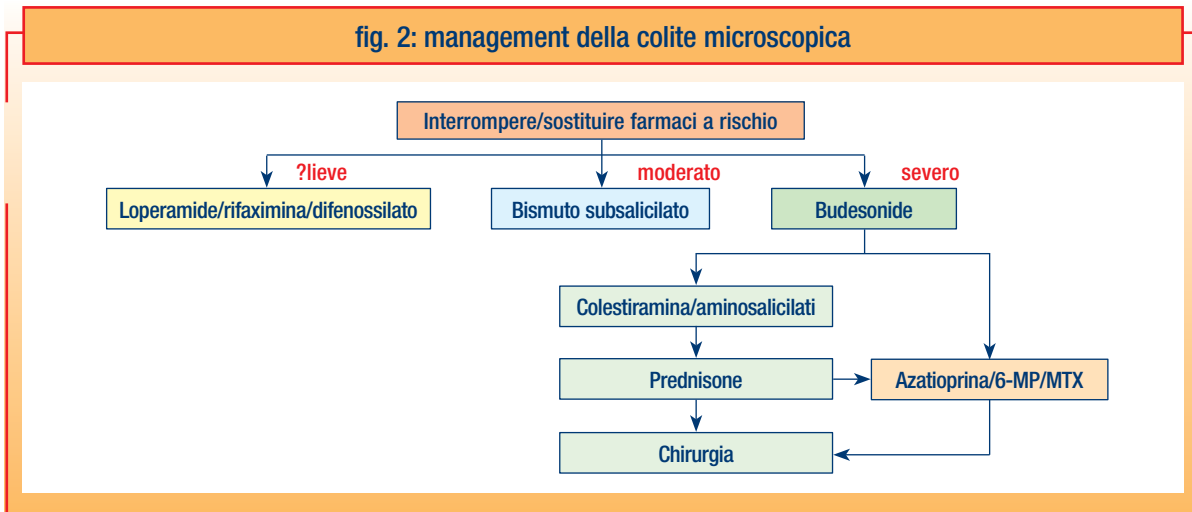 fig. 2: management della colite microscopica
Interrompere/sostituire farmaci a rischio
?lieve
moderato
severo
Loperamide/rifaximina/difenossilato
Bismuto subsalicilato
Budesonide
Colestiramina/aminosalicilati
Prednisone
Azatioprina/6-MP/MTX
Chirurgia